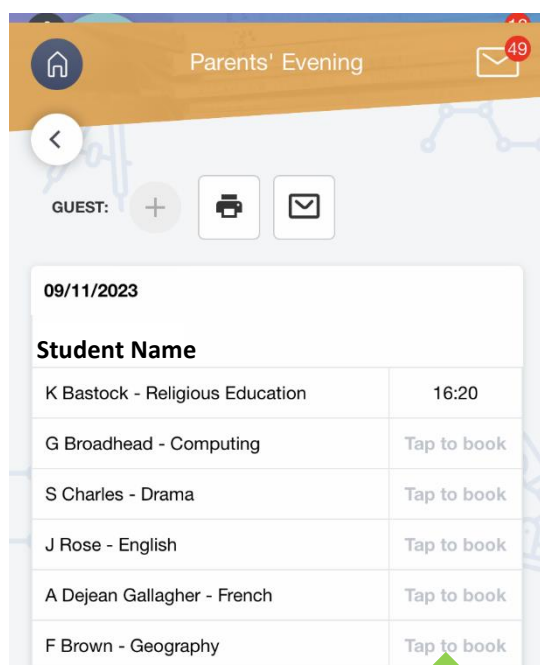 Parents' Evening
49
GUEST:
09/11/2023
Student Name
K Bastock - Religious Education 16:20
G Broadhead - Computing Tap to book
S Charles - Drama Tap to book
J Rose - English Tap to book
A Dejean Gallagher - French Tap to book
F Brown - Geography Tap to book